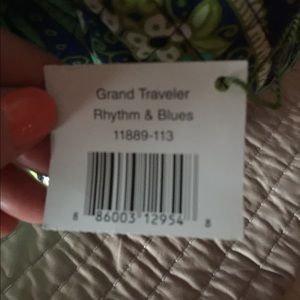 Grand Traveler
Rhythm & Blues
11889-113
8 86003 12954 8